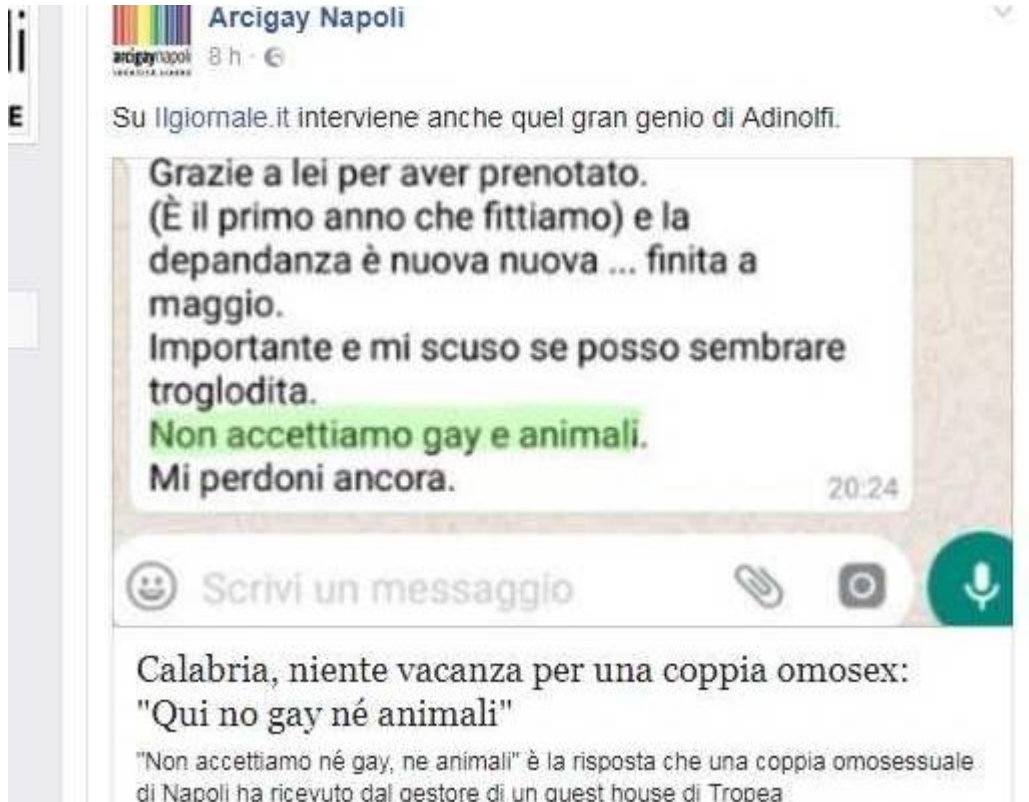 li
E
Arcigay Napoli
arcigaynapoli
8 h
Su Ilgiornale.it interviene anche quel gran genio di Adinolfi.
Grazie a lei per aver prenotato.
(È il primo anno che fittiamo) e la
depandanza è nuova nuova ... finita a
maggio.
Importante e mi scuso se posso sembrare
troglodita.
Non accettiamo gay e animali.
Mi perdoni ancora.
20:24
Scrivi un messaggio
Calabria, niente vacanza per una coppia omosex:
"Qui no gay né animali"
"Non accettiamo né gay, ne animali" è la risposta che una coppia omosessuale
di Napoli ha ricevuto dal gestore di un guest house di Tropea